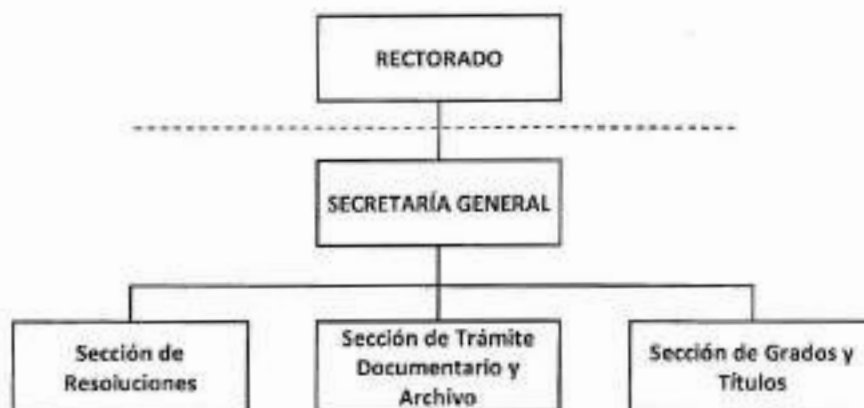 RECTORADO
SECRETARÍA GENERAL
Sección de
Resoluciones
Sección de Trámite
Documentario y
Archivo
Sección de Grados y
Títulos